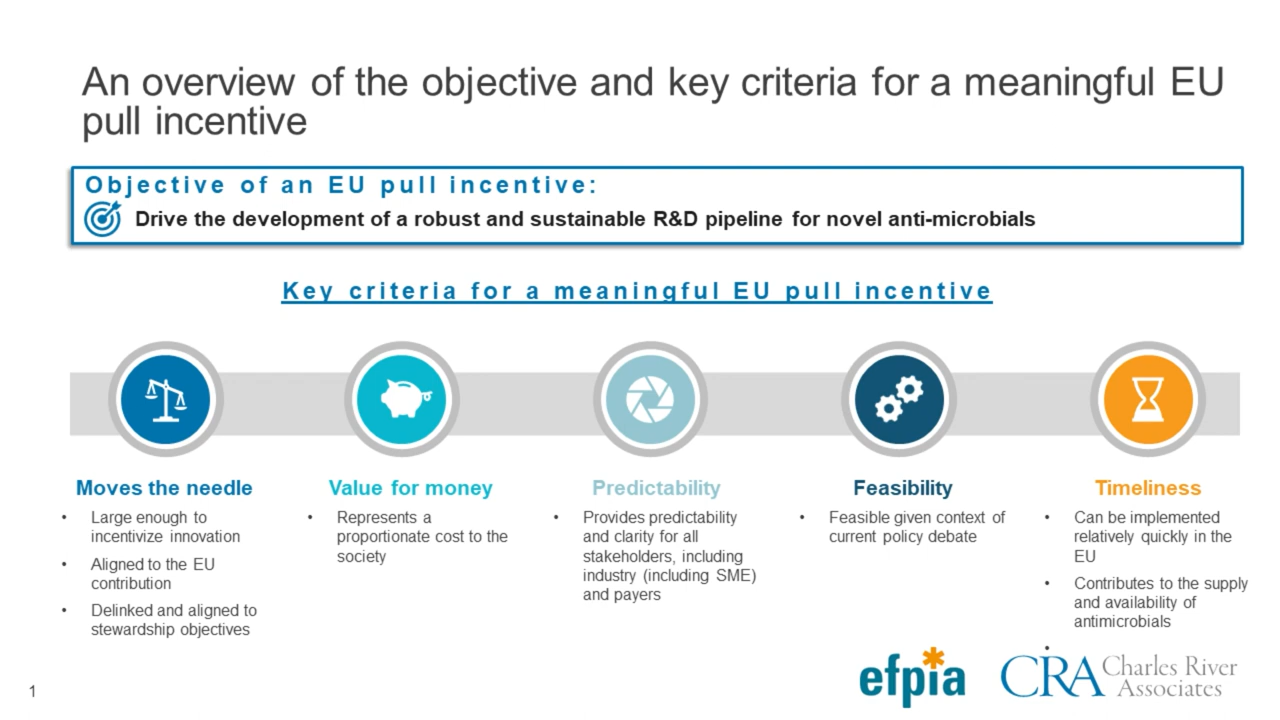 An overview of the objective and key criteria for a meaningful EU
pull incentive
Objective of an EU pull incentive:
Drive the development of a robust and sustainable R&D pipeline for novel anti-microbials
Key criteria for a meaningful EU pull incentive
Moves the needle
• Large enough to
incentivize innovation
• Aligned to the EU
contribution
• Delinked and aligned to
stewardship objectives
Value for money
• Represents a
proportionate cost to the
society
Predictability
• Provides predictability
and clarity for all
stakeholders, including
industry (including SME)
and payers
Feasibility
• Feasible given context of
current policy debate
Timeliness
• Can be implemented
relatively quickly in the
EU
• Contributes to the supply
and availability of
antimicrobials
•
efpia
CRA Charles River
Associates
1